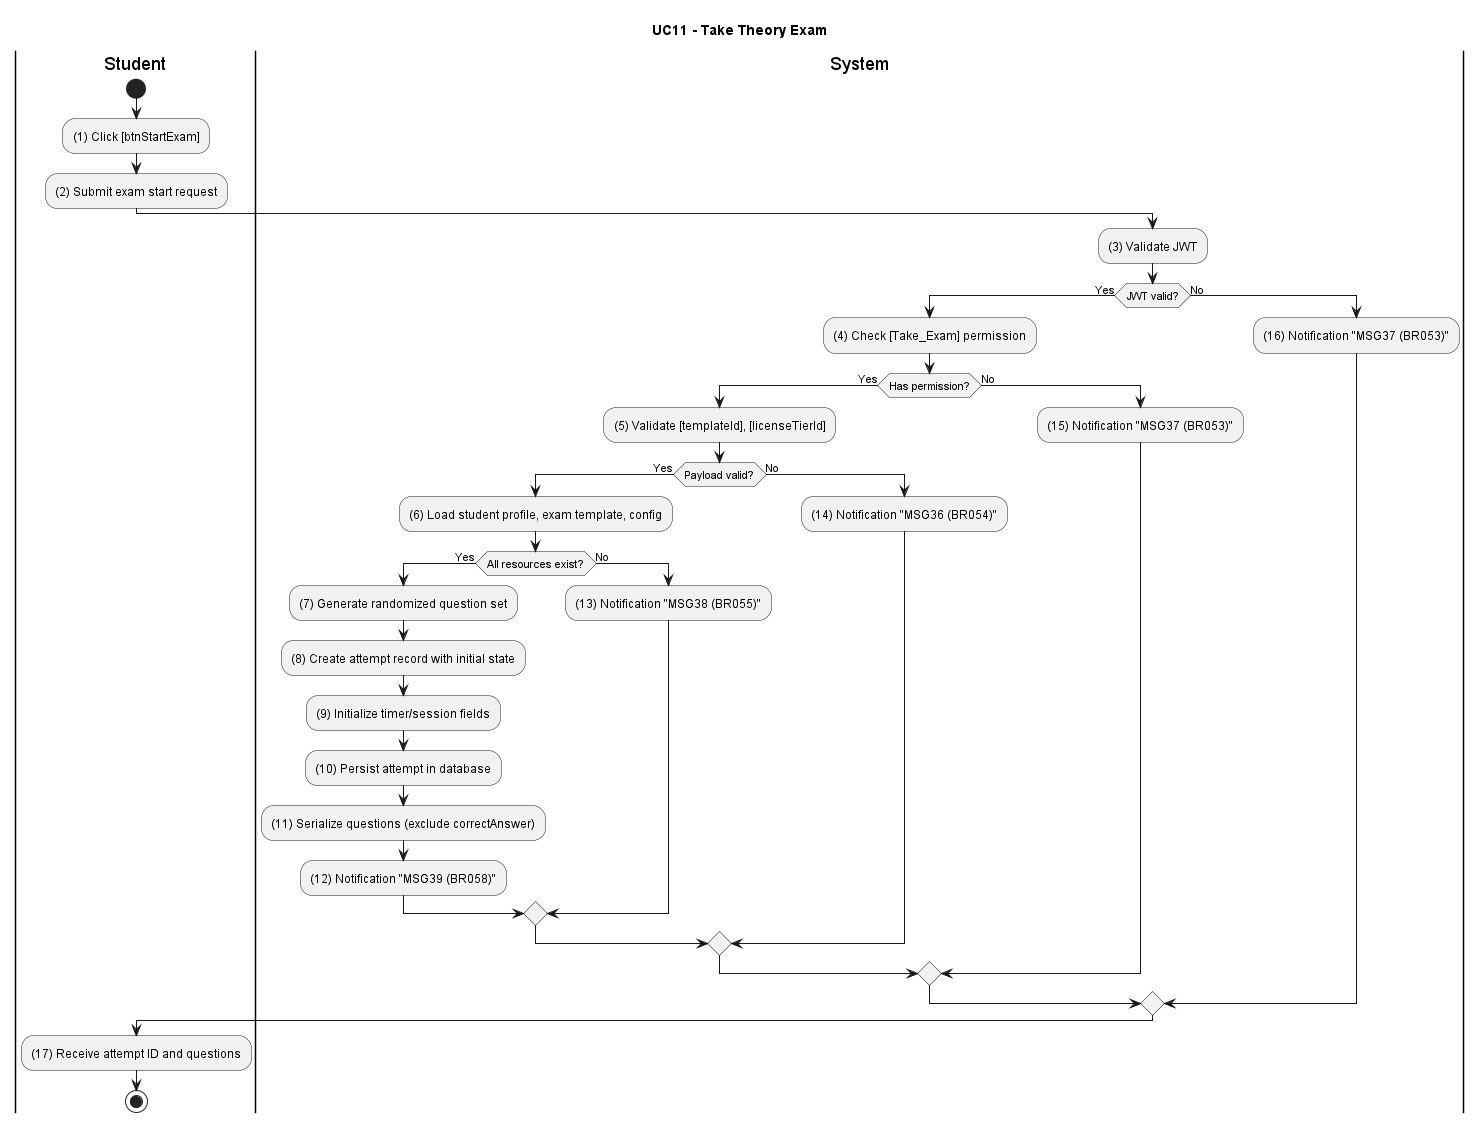 UC11 - Take Theory Exam
Student
System
(1) Click [btnStartExam]
(2) Submit exam start request
(3) Validate JWT
Yes
JWT valid?
No
(4) Check [Take_Exam] permission
(16) Notification "MSG37 (BR053)"
Yes
Has permission?
No
(5) Validate [templateId], [licenseTierId]
(15) Notification "MSG37 (BR053)"
Yes
Payload valid?
No
(6) Load student profile, exam template, config
(14) Notification "MSG36 (BR054)"
Yes
All resources exist?
No
(7) Generate randomized question set
(13) Notification "MSG38 (BR055)"
(8) Create attempt record with initial state
(9) Initialize timer/session fields
(10) Persist attempt in database
(11) Serialize questions (exclude correctAnswer)
(12) Notification "MSG39 (BR058)"
(17) Receive attempt ID and questions